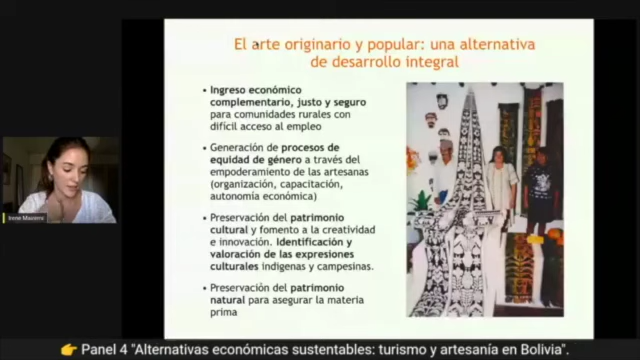 El arte originario y popular: una alternativa
de desarrollo integral
• Ingreso económico
complementario, justo y seguro
para comunidades rurales con
difícil acceso al empleo
• Generación de procesos de
equidad de género a través del
empoderamiento de las artesanas
(organización, capacitación,
autonomía económica)
• Preservación del patrimonio
cultural y fomento a la creatividad
e innovación. Identificación y
valoración de las expresiones
culturales indígenas y campesinas.
• Preservación del patrimonio
natural para asegurar la materia
prima
Irene
👉 Panel 4 "Alternativas económicas sustentables: turismo y artesanía en Bolivia".